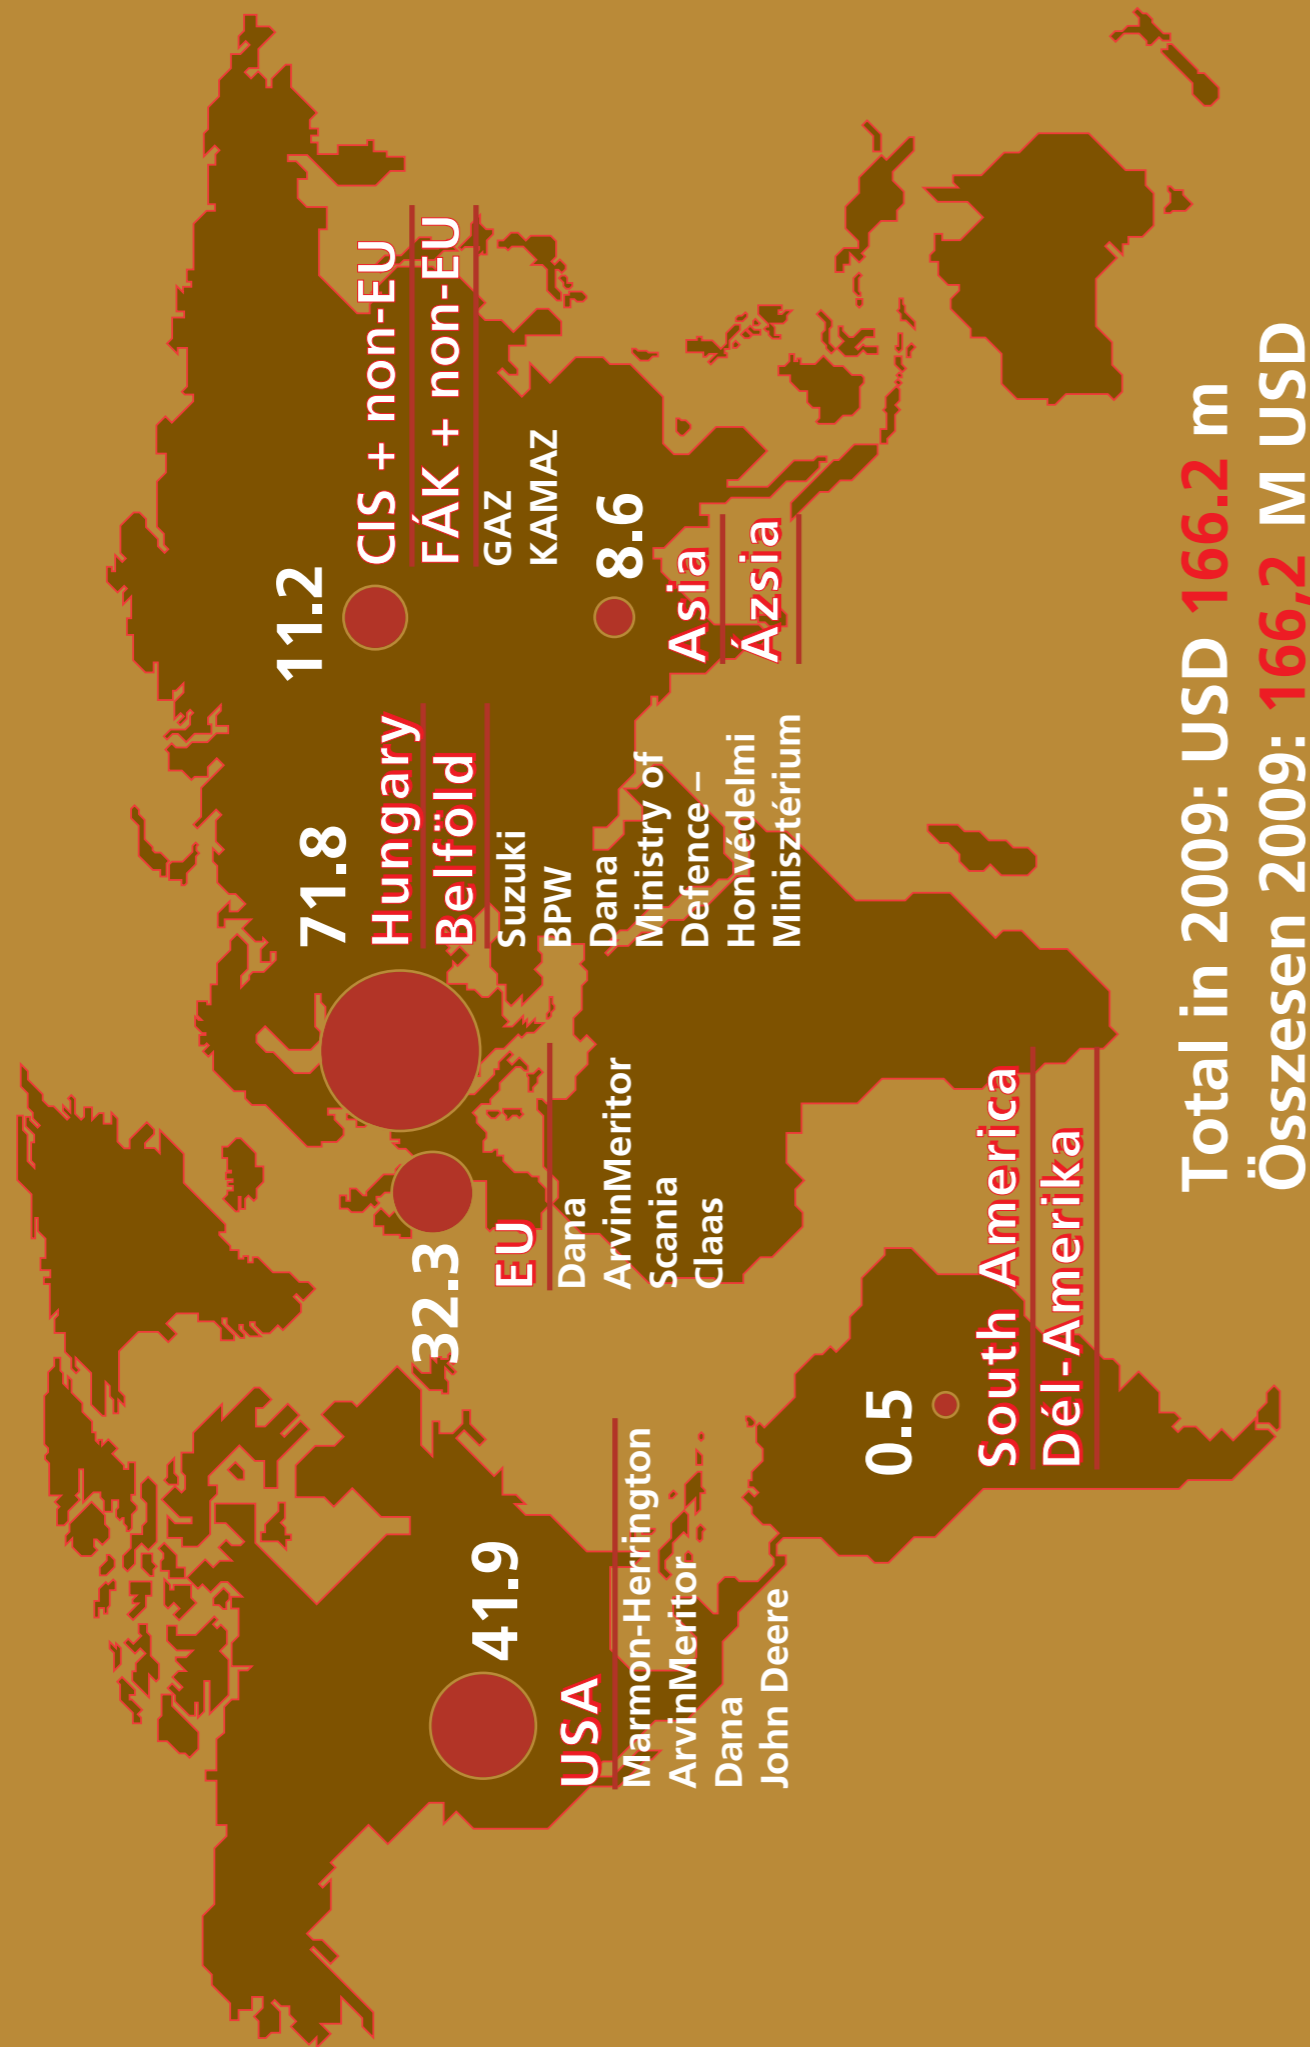 41.9
USA
Marmon-Herrington
ArvinMeritor
Dana
John Deere
32.3
EU
Dana
ArvinMeritor
Scania
Claas
71.8
Hungary
Belföld
Suzuki
BPW
Dana
Ministry of
Defence –
Honvédelmi
Minisztérium
11.2
CIS + non-EU
FÁK + non-EU
GAZ
KAMAZ
8.6
Asia
Ázsia
0.5
South America
Dél-Amerika
Total in 2009: USD 166.2 m
Összesen 2009: 166,2 M USD